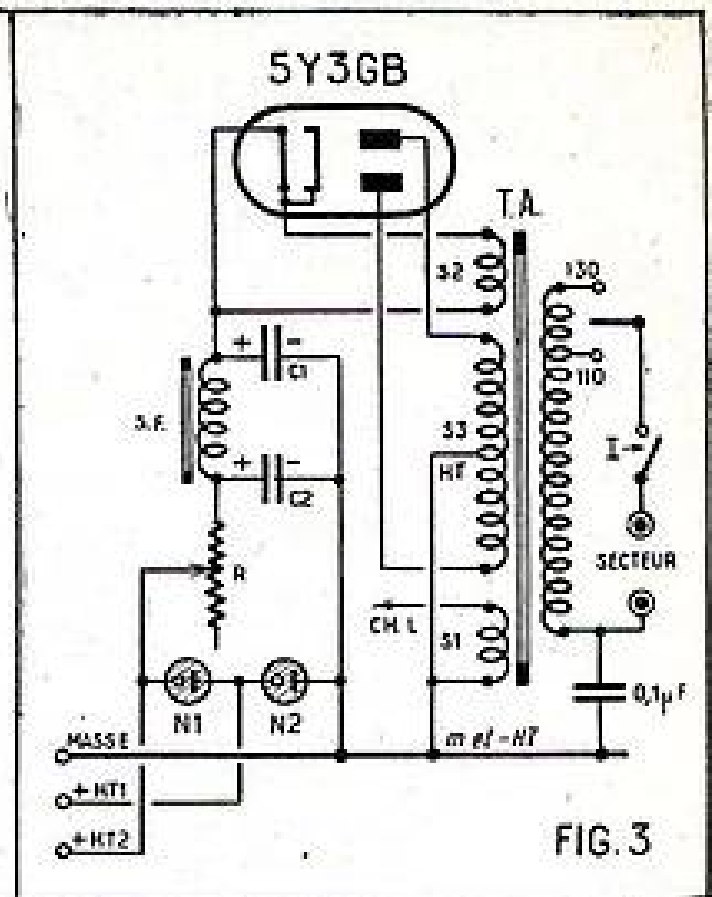 5Y3GB
T.A.
S2
130
+ -
C1
110
S.F.
S3
HT
I
+ -
C2
SECTEUR
R
CH. L
S1
0,1µF
N1
N2
MASSE
m et -HT
+ HT1
+ HT2
FIG. 3